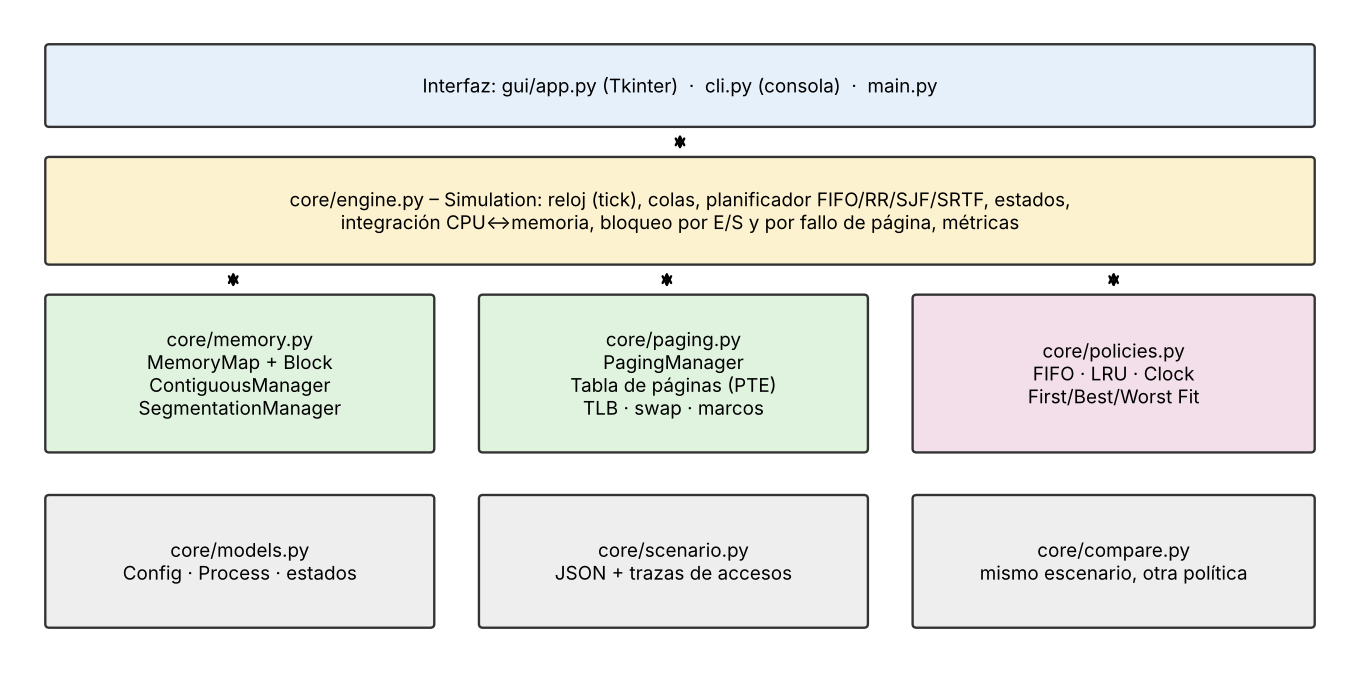 Interfaz: gui/app.py (Tkinter) · cli.py (consola) · main.py
core/engine.py – Simulation: reloj (tick), colas, planificador FIFO/RR/SJF/SRTF, estados,
integración CPU↔memoria, bloqueo por E/S y por fallo de página, métricas
core/memory.py
MemoryMap + Block
ContiguousManager
SegmentationManager
core/paging.py
PagingManager
Tabla de páginas (PTE)
TLB · swap · marcos
core/policies.py
FIFO · LRU · Clock
First/Best/Worst Fit
core/models.py
Config · Process · estados
core/scenario.py
JSON + trazas de accesos
core/compare.py
mismo escenario, otra política